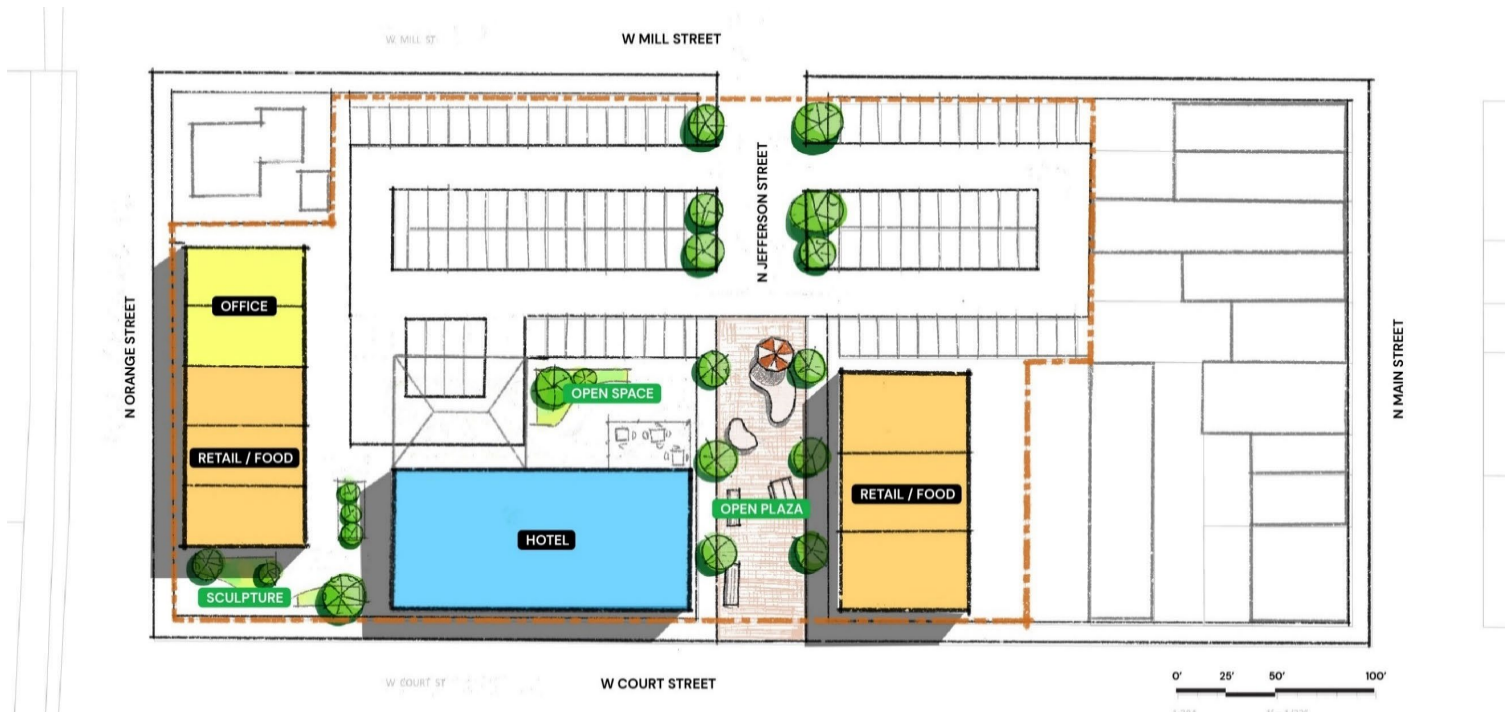 W. MILL ST
W MILL STREET
N JEFFERSON STREET
N ORANGE STREET
N MAIN STREET
OFFICE
OPEN SPACE
RETAIL / FOOD
RETAIL / FOOD
OPEN PLAZA
HOTEL
SCULPTURE
W COURT ST
W COURT STREET
0' 25' 50' 100'